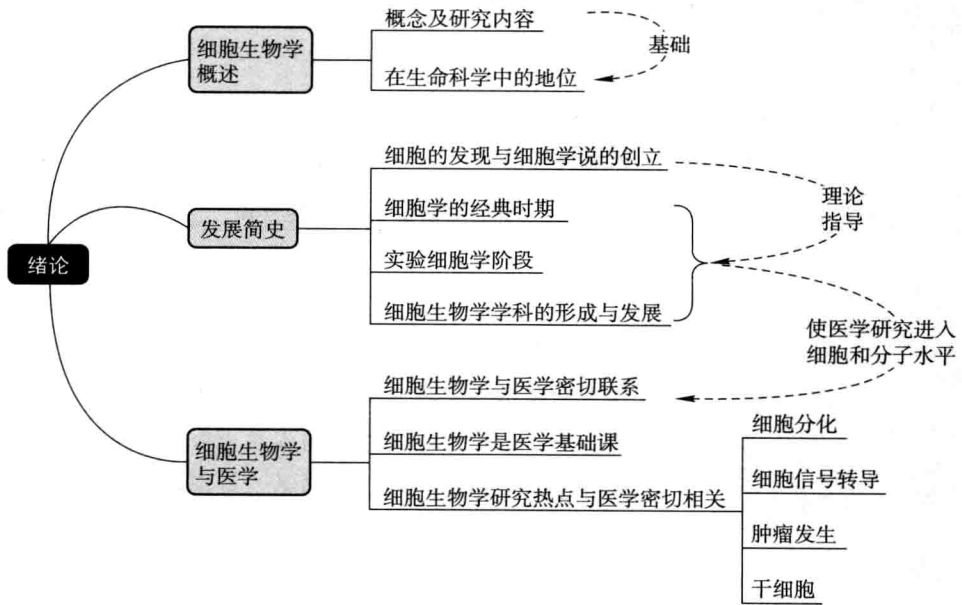 概念及研究内容
细胞生物学
概述
基础
在生命科学中的地位
细胞的发现与细胞学说的创立
理论
指导
细胞学的经典时期
发展简史
绪论
实验细胞学阶段
细胞生物学学科的形成与发展
使医学研究进入
细胞和分子水平
细胞生物学与医学密切联系
细胞分化
细胞生物学
与医学
细胞生物学是医学基础课
细胞信号转导
细胞生物学研究热点与医学密切相关
肿瘤发生
干细胞